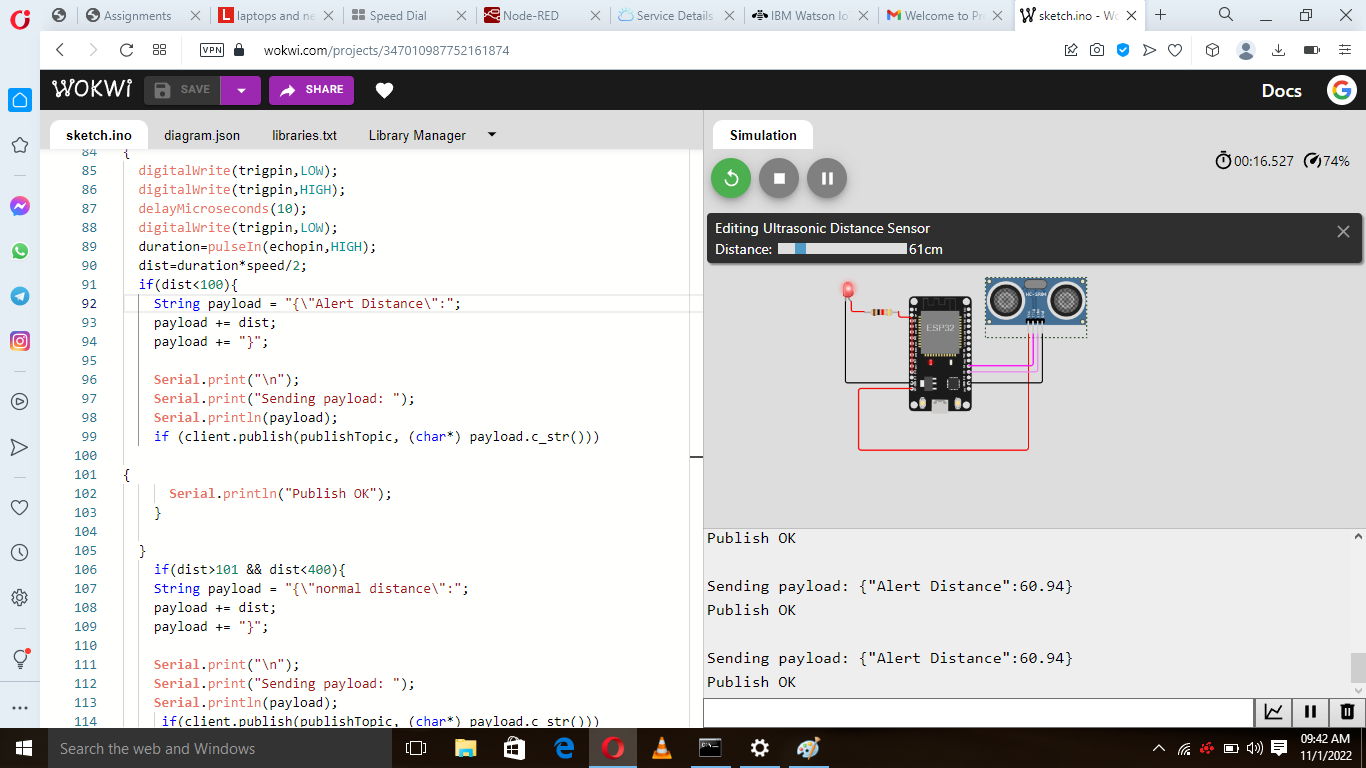 Assignments
laptops and ne
Speed Dial
Node-RED
Service Details
IBM Watson Io
Welcome to Pr
sketch.ino - Wo
VPN
wokwi.com/projects/347010987752161874
WOKWi
SAVE
SHARE
Docs
sketch.ino
diagram.json
libraries.txt
Library Manager
Simulation
84 {
85 digitalWrite(trigpin,LOW);
86 digitalWrite(trigpin,HIGH);
87 delayMicroseconds(10);
88 digitalWrite(trigpin,LOW);
89 duration=pulseIn(echopin,HIGH);
90 dist=duration*speed/2;
91 if(dist<100){
92 String payload = "{\"Alert Distance\":";
93 payload += dist;
94 payload += "}";
95
96 Serial.print("\n");
97 Serial.print("Sending payload: ");
98 Serial.println(payload);
99 if (client.publish(publishTopic, (char*) payload.c_str()))
100
101 {
102 Serial.println("Publish OK");
103 }
104
105 }
106 if(dist>101 && dist<400){
107 String payload = "{\"normal distance\":";
108 payload += dist;
109 payload += "}";
110
111 Serial.print("\n");
112 Serial.print("Sending payload: ");
113 Serial.println(payload);
114 if(client.publish(publishTopic, (char*) payload.c_str()))
00:16.527
74%
Editing Ultrasonic Distance Sensor
Distance: 61cm
HC-SR04
ESP32
Publish OK
Sending payload: {"Alert Distance":60.94}
Publish OK
Sending payload: {"Alert Distance":60.94}
Publish OK
Search the web and Windows
09:42 AM
11/1/2022